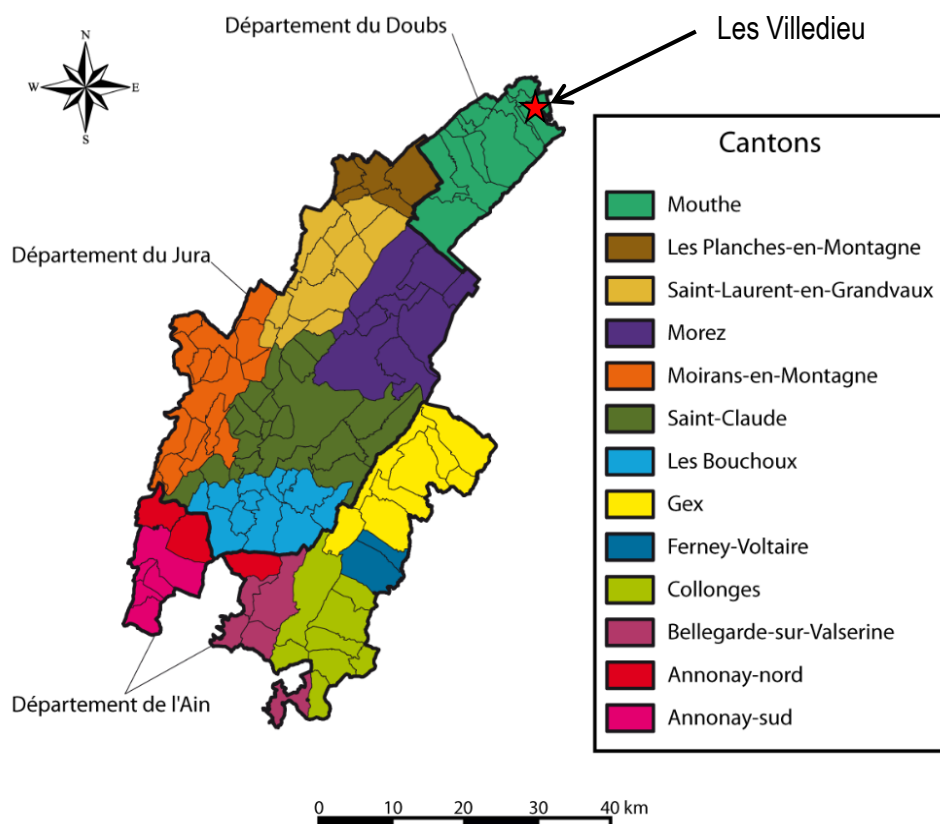 Département du Doubs
Les Villedieu
N
W
E
S
Département du Jura
Département de l'Ain
Cantons
Mouthe
Les Planches-en-Montagne
Saint-Laurent-en-Grandvaux
Morez
Moirans-en-Montagne
Saint-Claude
Les Bouchoux
Gex
Ferney-Voltaire
Collonges
Bellegarde-sur-Valserine
Annonay-nord
Annonay-sud
0 10 20 30 40 km